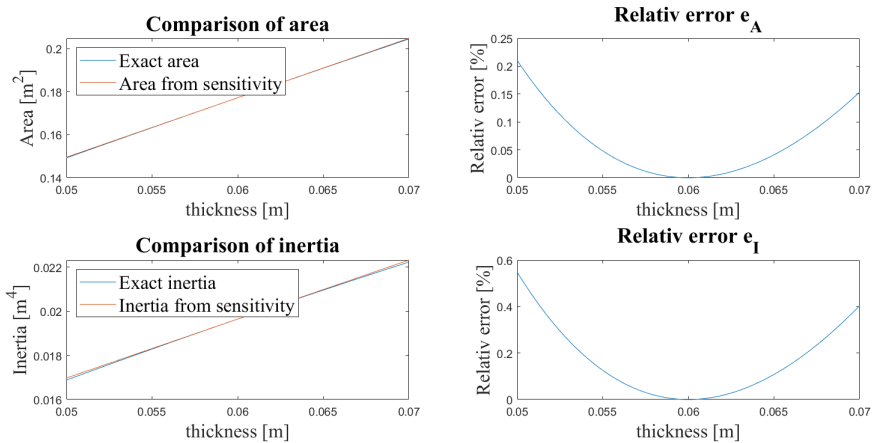 Comparison of area
Area [m2]
0.2
0.18
0.16
0.14
Exact area
Area from sensitivity
0.05
0.055
0.06
0.065
0.07
thickness [m]
Relativ error eA
Relativ error [%]
0.25
0.2
0.15
0.1
0.05
0
0.05
0.055
0.06
0.065
0.07
thickness [m]
Comparison of inertia
Inertia [m4]
0.022
0.02
0.018
0.016
Exact inertia
Inertia from sensitivity
0.05
0.055
0.06
0.065
0.07
thickness [m]
Relativ error eI
Relativ error [%]
0.6
0.4
0.2
0
0.05
0.055
0.06
0.065
0.07
thickness [m]